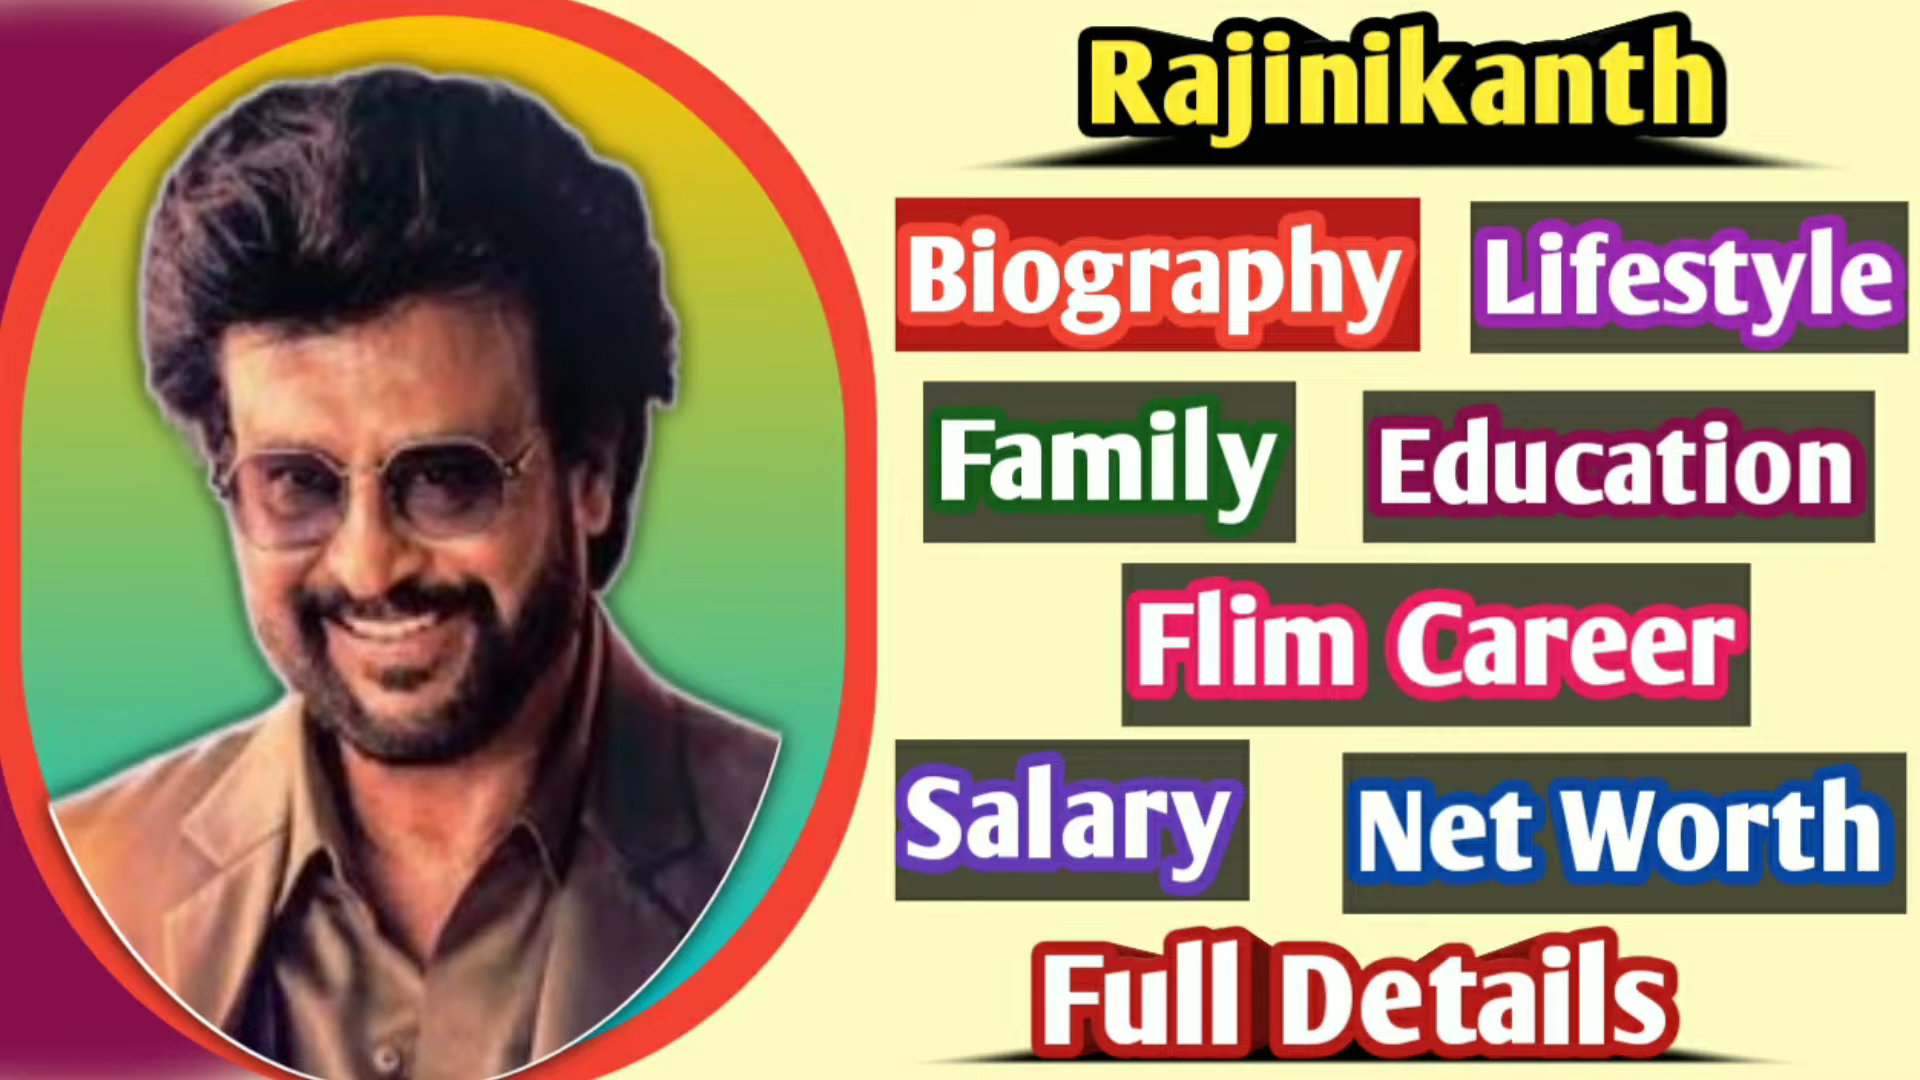 Rajinikanth
Biography Lifestyle
Family Education
Flim Career
Salary Net Worth
Full Details